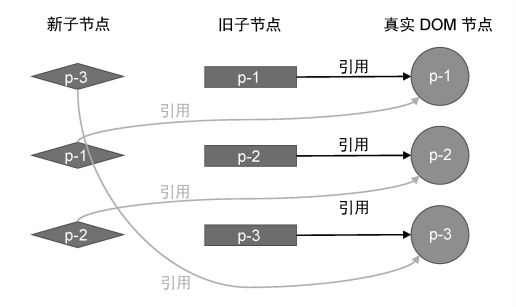 新子节点 旧子节点 真实 DOM 节点
p-3 p-1 引用 p-1
引用
p-1 p-2 引用 p-2
引用
p-2 p-3 引用 p-3
引用